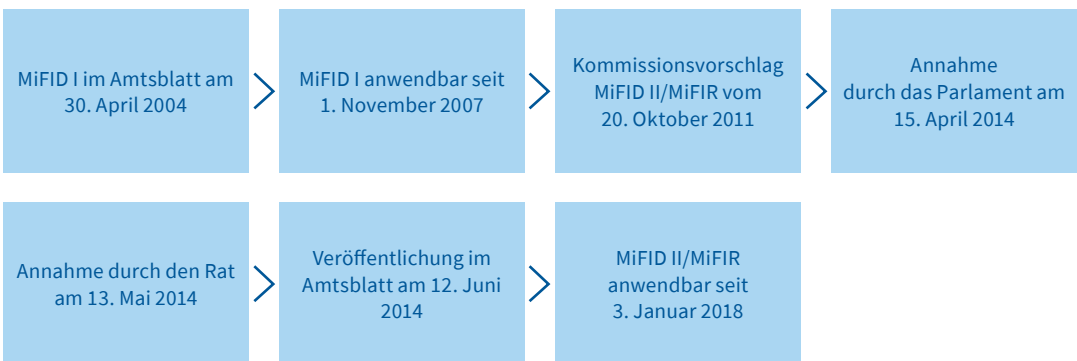 MiFID I im Amtsblatt am
30. April 2004
MiFID I anwendbar seit
1. November 2007
Kommissionsvorschlag
MiFID II/MiFIR vom
20. Oktober 2011
Annahme
durch das Parlament am
15. April 2014
Annahme durch den Rat
am 13. Mai 2014
Veröffentlichung im
Amtsblatt am 12. Juni
2014
MiFID II/MiFIR
anwendbar seit
3. Januar 2018